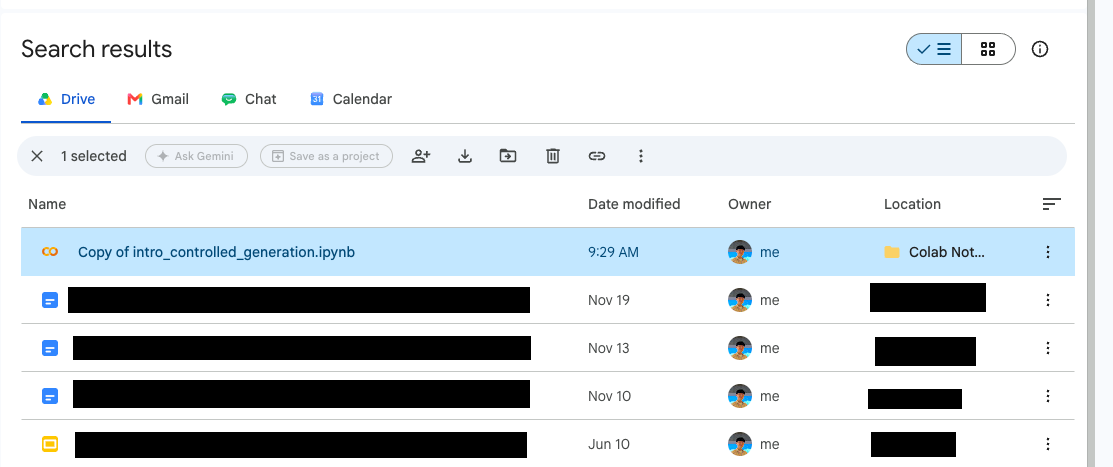 Search results
Drive Gmail Chat 31 Calendar
1 selected Ask Gemini Save as a project
Name Date modified Owner Location
Copy of intro_controlled_generation.ipynb 9:29 AM me Colab Not...
Nov 19 me
Nov 13 me
Nov 10 me
Jun 10 me